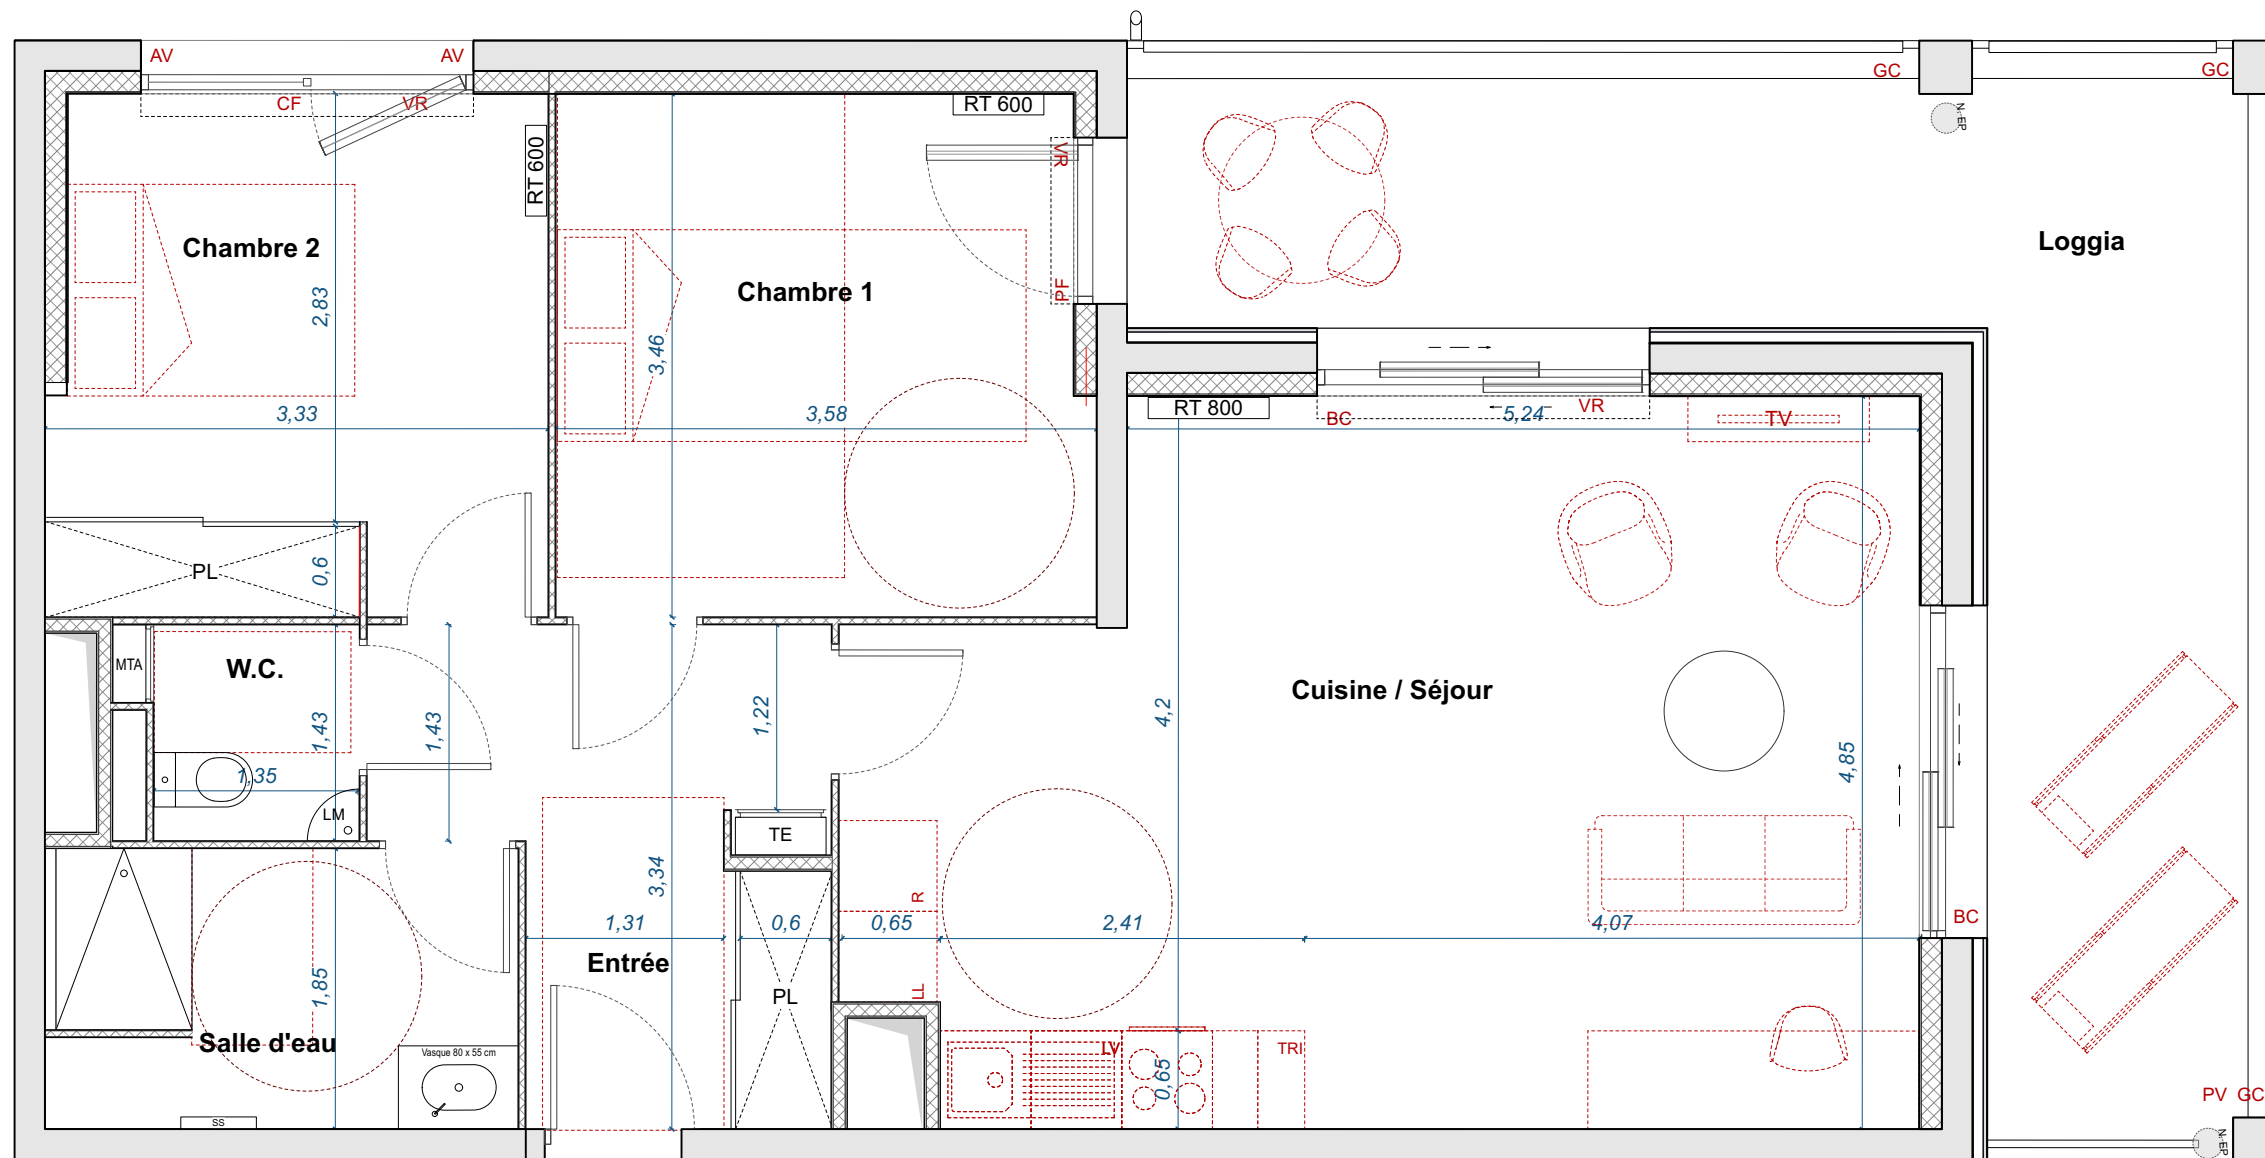 AV
AV
GC
GC
CF
VR
RT 600
N. EP
RT 600
VR
Chambre 2
Loggia
2,83
Chambre 1
PF
3,46
3,33
3,58
RT 800
BC
5,24
VR
TV
PL
0,6
MTA
W.C.
1,43
1,43
1,22
4,2
Cuisine / Séjour
4,85
1,35
LM
TE
3,34
R
1,31
0,6
0,65
2,41
4,07
BC
Entrée
1,85
PL
LL
Salle d'eau
Vasque 80 x 55 cm
LV
TRI
0,65
PV
GC
SS
N. EP